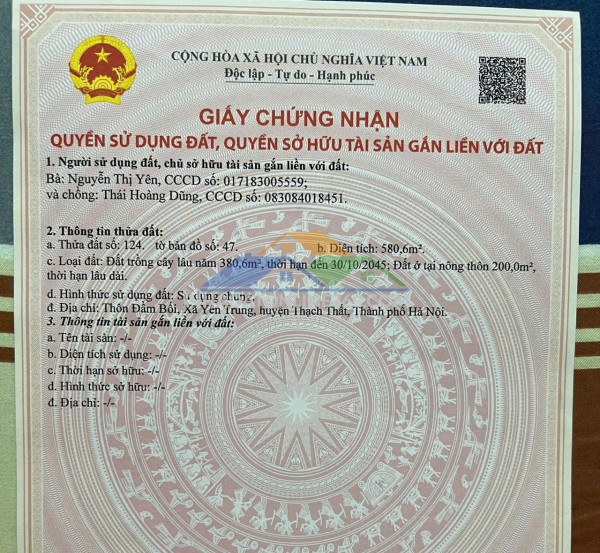 CỘNG HÒA XÃ HỘI CHỦ NGHĨA VIỆT NAM
Độc lập - Tự do - Hạnh phúc
GIẤY CHỨNG NHẬN
QUYỀN SỬ DỤNG ĐẤT, QUYỀN SỞ HỮU TÀI SẢN GẮN LIỀN VỚI ĐẤT
1. Người sử dụng đất, chủ sở hữu tài sản gắn liền với đất:
Bà: Nguyễn Thị Yên, CCCD số: 017183005559;
và chồng: Thái Hoàng Dũng, CCCD số: 083084018451.
2. Thông tin thửa đất:
a. Thửa đất số: 124. tờ bản đồ số: 47. b. Diện tích: 580,6m².
c. Loại đất: Đất trồng cây lâu năm 380,6m², thời hạn đến 30/10/2045; Đất ở tại nông thôn 200,0m²,
thời hạn lâu dài.
d. Hình thức sử dụng đất: Sử dụng chung.
đ. Địa chỉ: Thôn Đầm Bối, Xã Yên Trung, huyện Thạch Thất, Thành phố Hà Nội.
3. Thông tin tài sản gắn liền với đất:
a. Tên tài sản: -/-
b. Diện tích sử dụng: -/-
c. Thời hạn sở hữu: -/-
d. Hình thức sở hữu: -/-
đ. Địa chỉ: -/-